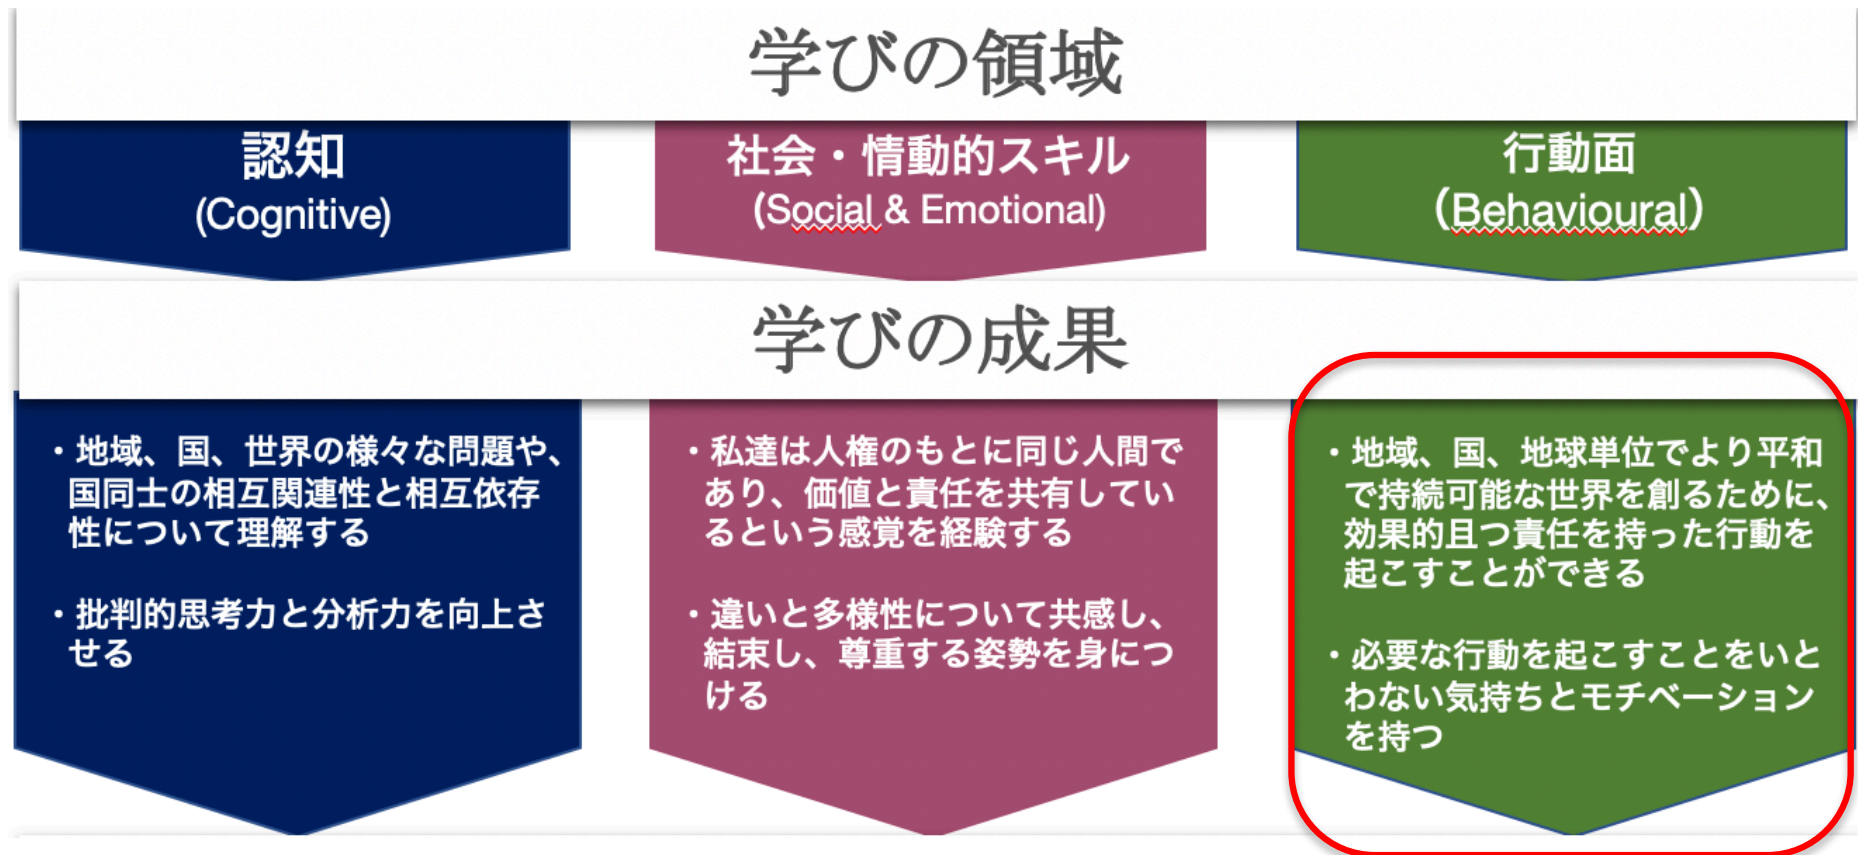 学びの領域
認知
(Cognitive)
社会・情動的スキル
(Social & Emotional)
行動面
(Behavioural)
学びの成果
・地域、国、世界の様々な問題や、
国同士の相互関連性と相互依存
性について理解する
・批判的思考力と分析力を向上さ
せる
・私達は人権のもとに同じ人間で
あり、価値と責任を共有してい
るという感覚を経験する
・違いと多様性について共感し、
結束し、尊重する姿勢を身につ
ける
・地域、国、地球単位でより平和
で持続可能な世界を創るために、
効果的且つ責任を持った行動を
起こすことができる
・必要な行動を起こすことをいと
わない気持ちとモチベーション
を持つ